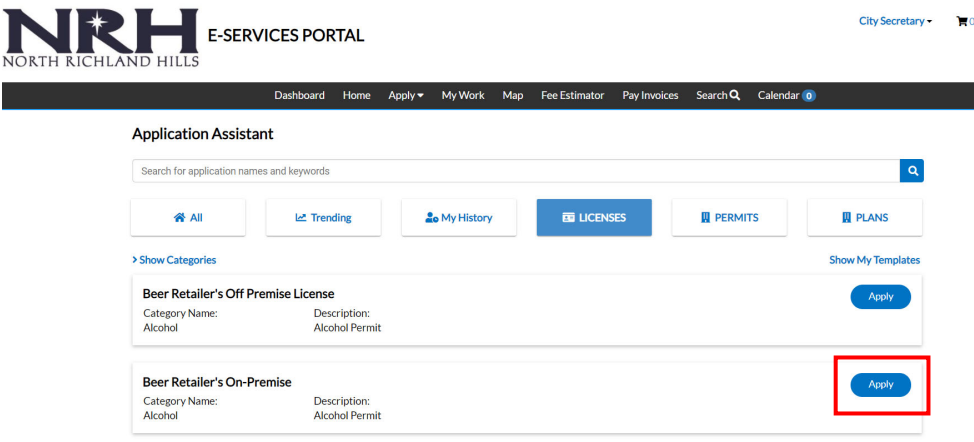 NRH
NORTH RICHLAND HILLS
E-SERVICES PORTAL
City Secretary
0
Dashboard Home Apply My Work Map Fee Estimator Pay Invoices Search Calendar 0
Application Assistant
Search for application names and keywords
All Trending My History LICENSES PERMITS PLANS
Show Categories Show My Templates
Beer Retailer's Off Premise License
Apply
Category Name: Description:
Alcohol Alcohol Permit
Beer Retailer's On-Premise
Apply
Category Name: Description:
Alcohol Alcohol Permit